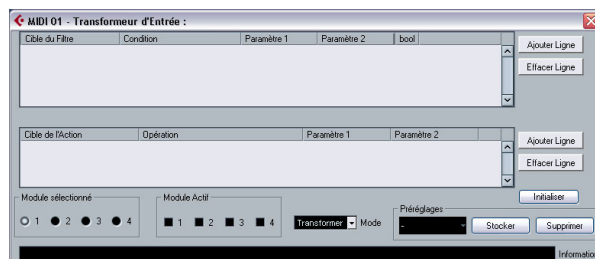 MIDI 01 - Transformeur d'Entrée :
Cible du Filtre Condition Paramètre 1 Paramètre 2 bool
Ajouter Ligne
Effacer Ligne
Cible de l'Action Opération Paramètre 1 Paramètre 2
Ajouter Ligne
Effacer Ligne
Initialiser
Module sélectionné Module Actif Préréglages
1 2 3 4 1 2 3 4 Transformer Mode - Stocker Supprimer
Information